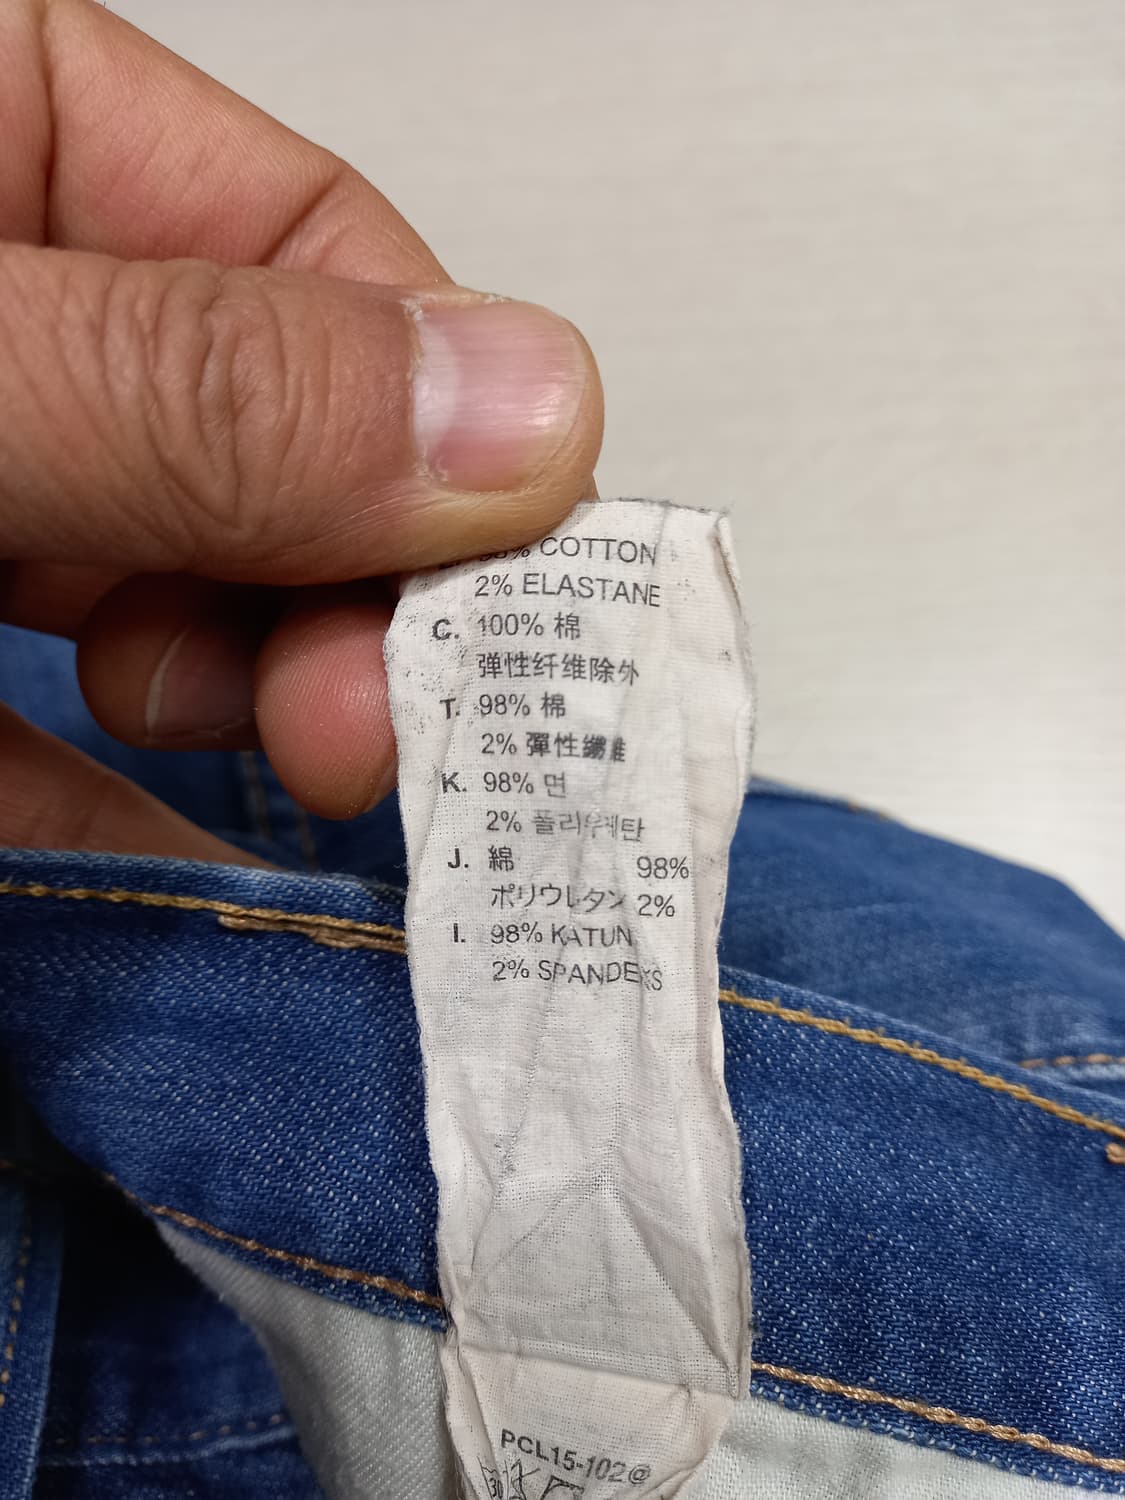 98% COTTON
2% ELASTANE
C. 100% 棉
弹性纤维除外
T. 98% 棉
2% 彈性纖維
K. 98% 면
2% 폴리우레탄
J. 綿 98%
ポリウレタン 2%
I. 98% KATUN
2% SPANDEKS
PCL15-102@
30